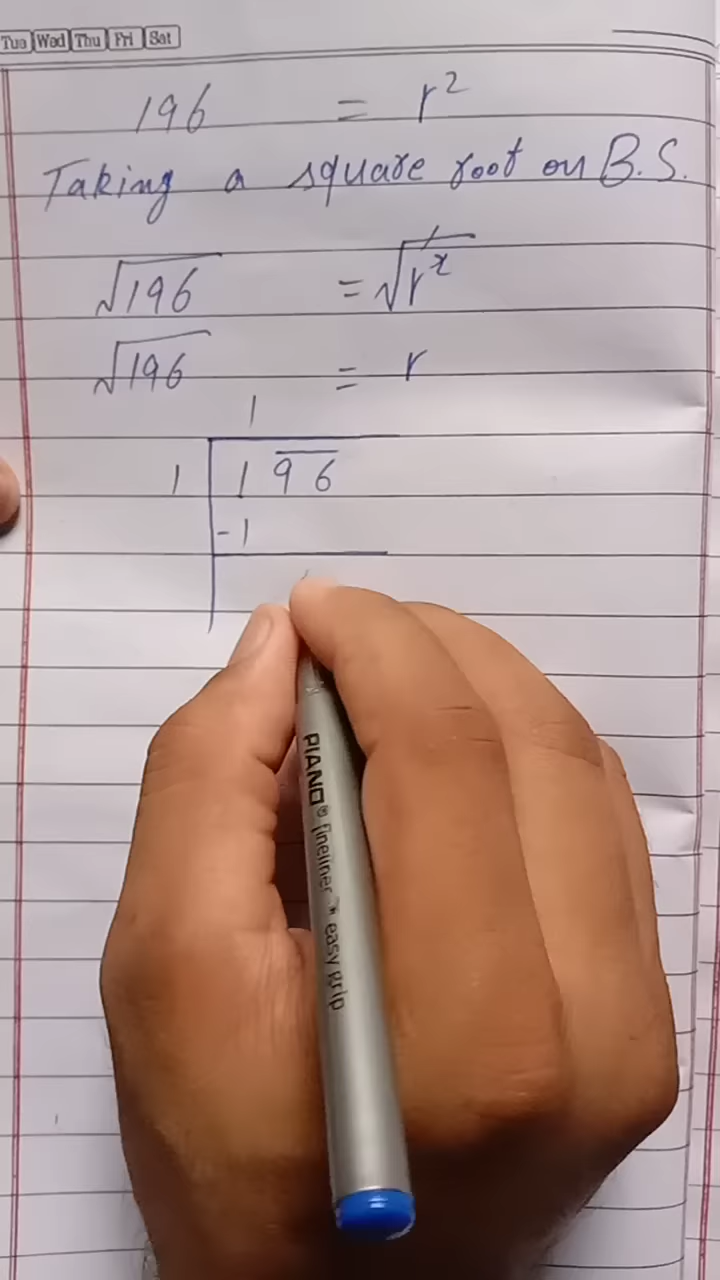 Tue Wed Thu Fri Sat
196 = r²
Taking a square root on B.S.
√196 = √r²
√196 = r
1
1 1 96
-1
PIANO® fineliner easy grip